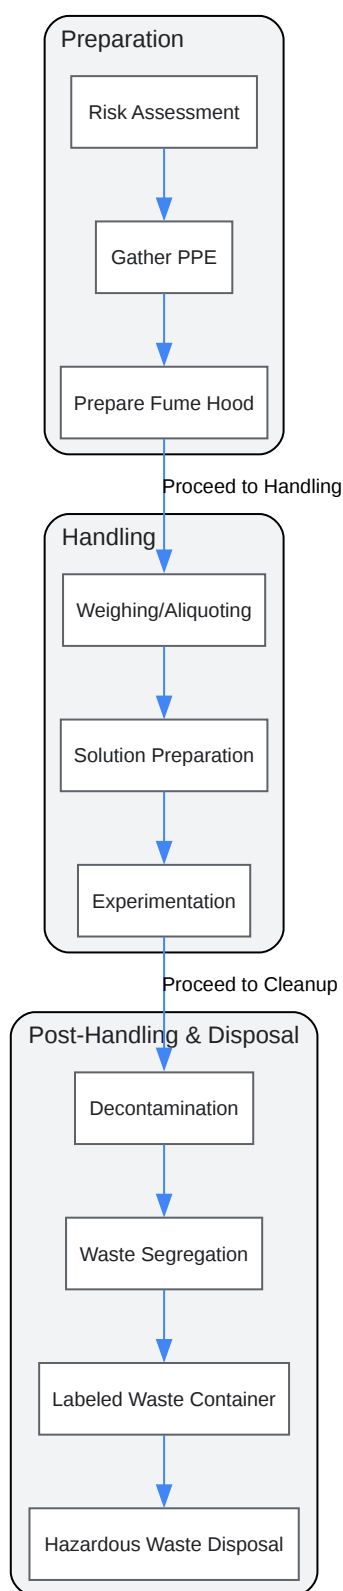 Preparation
Risk Assessment
Gather PPE
Prepare Fume Hood
Proceed to Handling
Handling
Weighing/Aliquoting
Solution Preparation
Experimentation
Proceed to Cleanup
Post-Handling & Disposal
Decontamination
Waste Segregation
Labeled Waste Container
Hazardous Waste Disposal